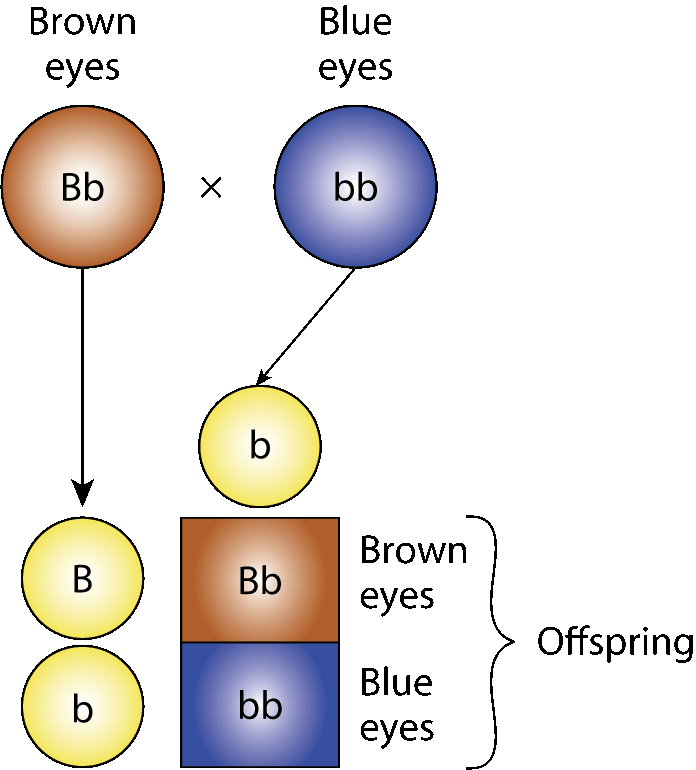 Brown
eyes
Blue
eyes
Bb
×
bb
b
B
Bb
Brown
eyes
Offspring
b
bb
Blue
eyes